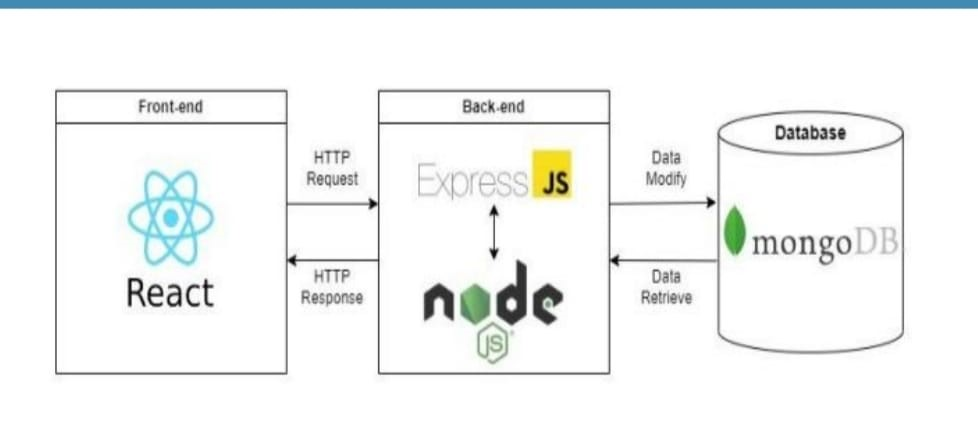 Front-end
React
HTTP
Request
HTTP
Response
Back-end
Express JS
node
JS
Data
Modify
Data
Retrieve
Database
mongoDB